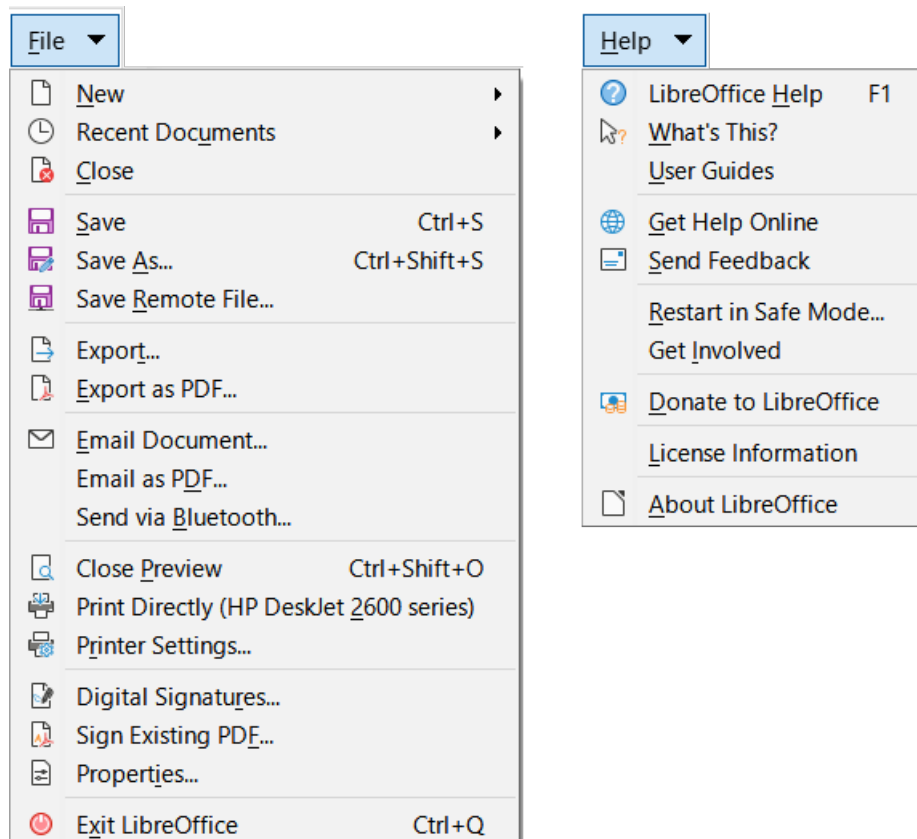 File
New
Recent Documents
Close
Save Ctrl+S
Save As... Ctrl+Shift+S
Save Remote File...
Export...
Export as PDF...
Email Document...
Email as PDF...
Send via Bluetooth...
Close Preview Ctrl+Shift+O
Print Directly (HP DeskJet 2600 series)
Printer Settings...
Digital Signatures...
Sign Existing PDF...
Properties...
Exit LibreOffice Ctrl+Q
Help
LibreOffice Help F1
What's This?
User Guides
Get Help Online
Send Feedback
Restart in Safe Mode...
Get Involved
Donate to LibreOffice
License Information
About LibreOffice